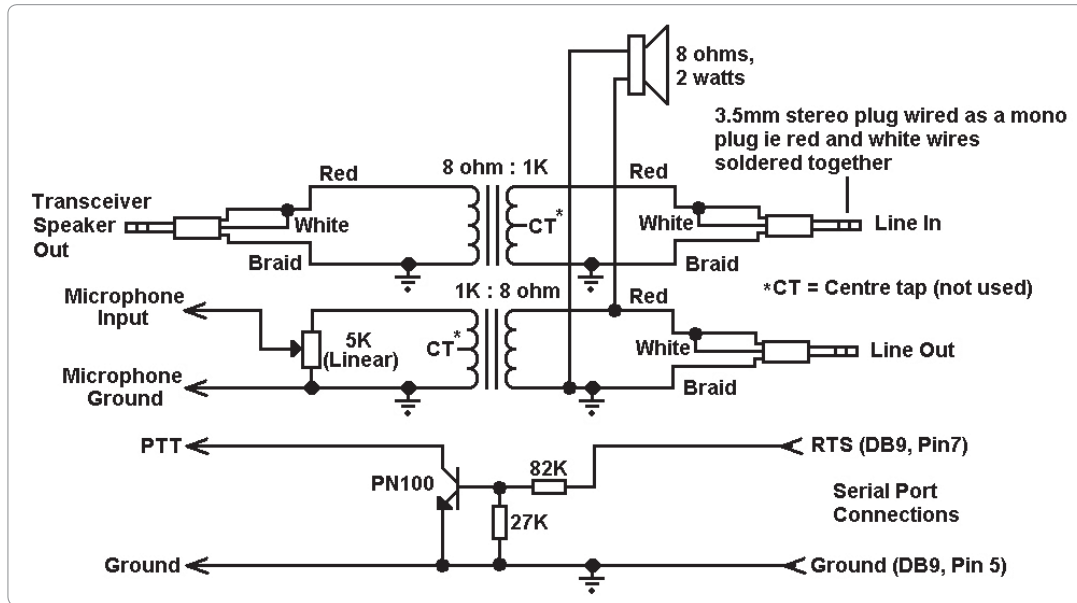 8 ohms,
2 watts
3.5mm stereo plug wired as a mono
plug ie red and white wires
soldered together
Red
8 ohm : 1K
Red
Transceiver
Speaker
Out
White
CT*
White
Line In
Braid
Braid
*CT = Centre tap (not used)
Microphone
Input
1K : 8 ohm
Red
5K
(Linear)
CT*
White
Line Out
Microphone
Ground
Braid
PTT
RTS (DB9, Pin7)
PN100
82K
27K
Serial Port
Connections
Ground
Ground (DB9, Pin 5)